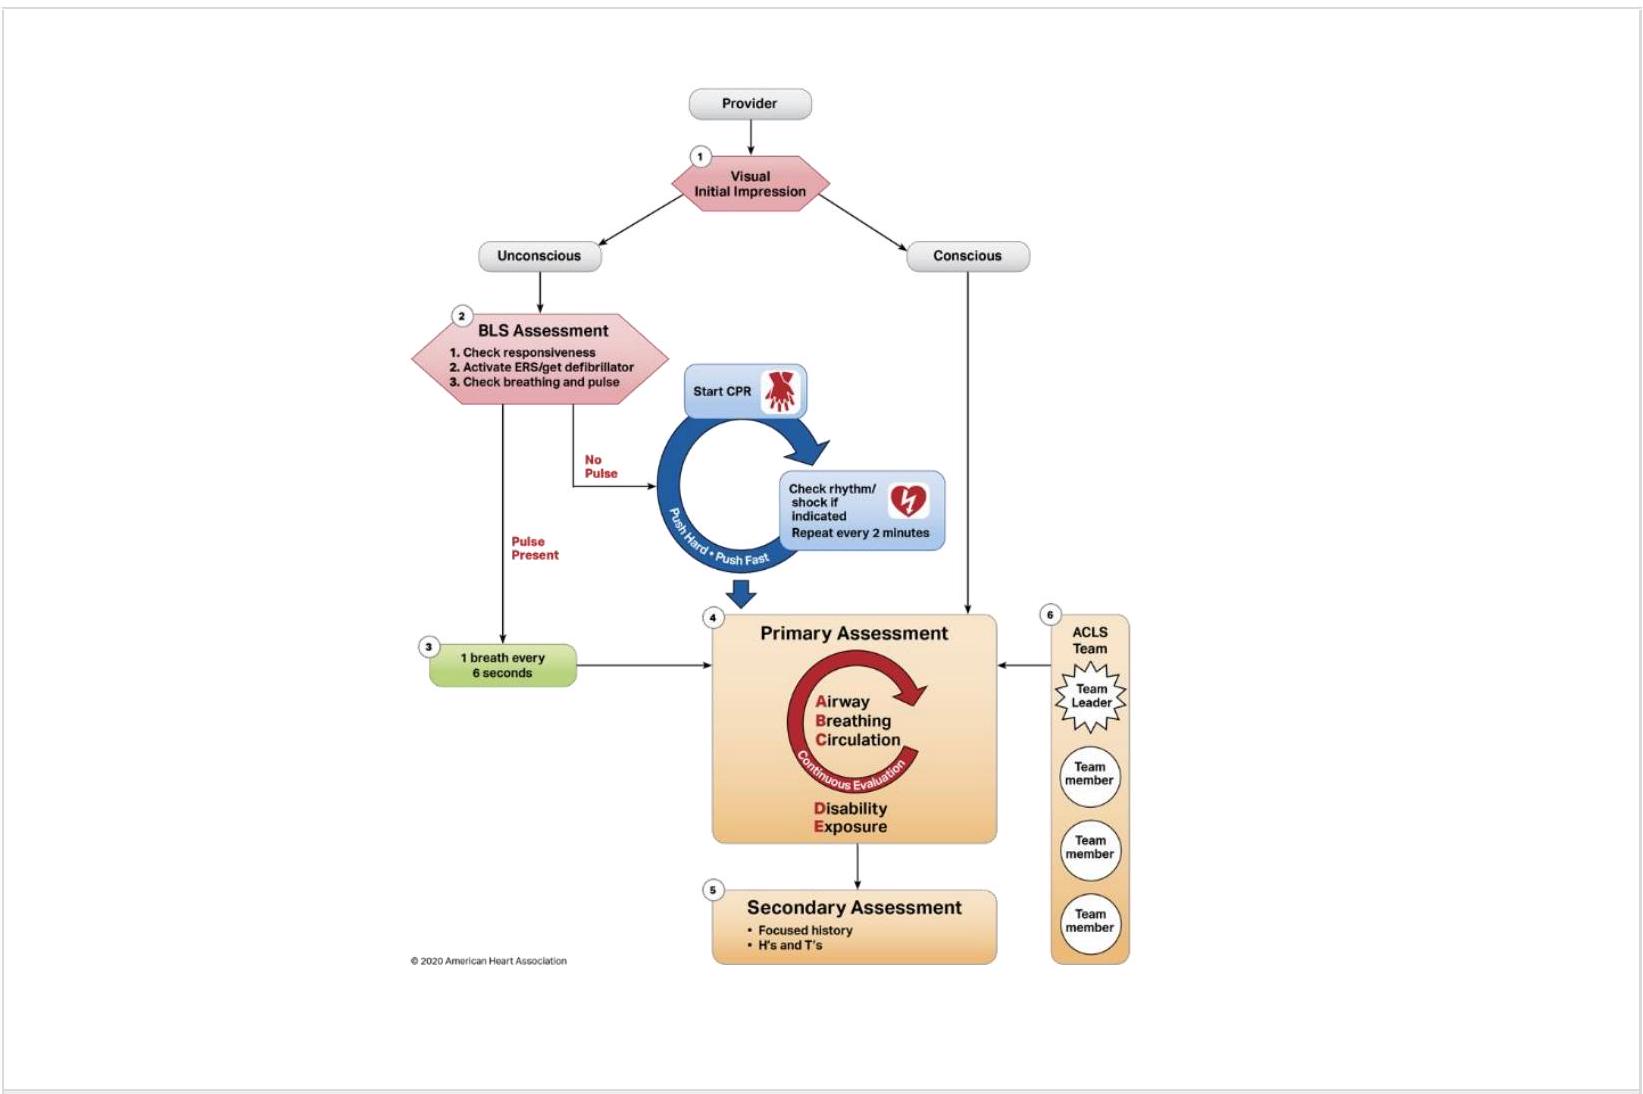 Provider
1
Visual
Initial Impression
Unconscious
Conscious
2
BLS Assessment
1. Check responsiveness
2. Activate ERS/get defibrillator
3. Check breathing and pulse
Start CPR
No
Pulse
Check rhythm/
shock if
indicated
Repeat every 2 minutes
Push Hard • Push Fast
Pulse
Present
3
1 breath every
6 seconds
4
Primary Assessment
Airway
Breathing
Circulation
Continuous Evaluation
Disability
Exposure
6
ACLS
Team
Team
Leader
Team
member
Team
member
Team
member
5
Secondary Assessment
• Focused history
• H's and T's
© 2020 American Heart Association